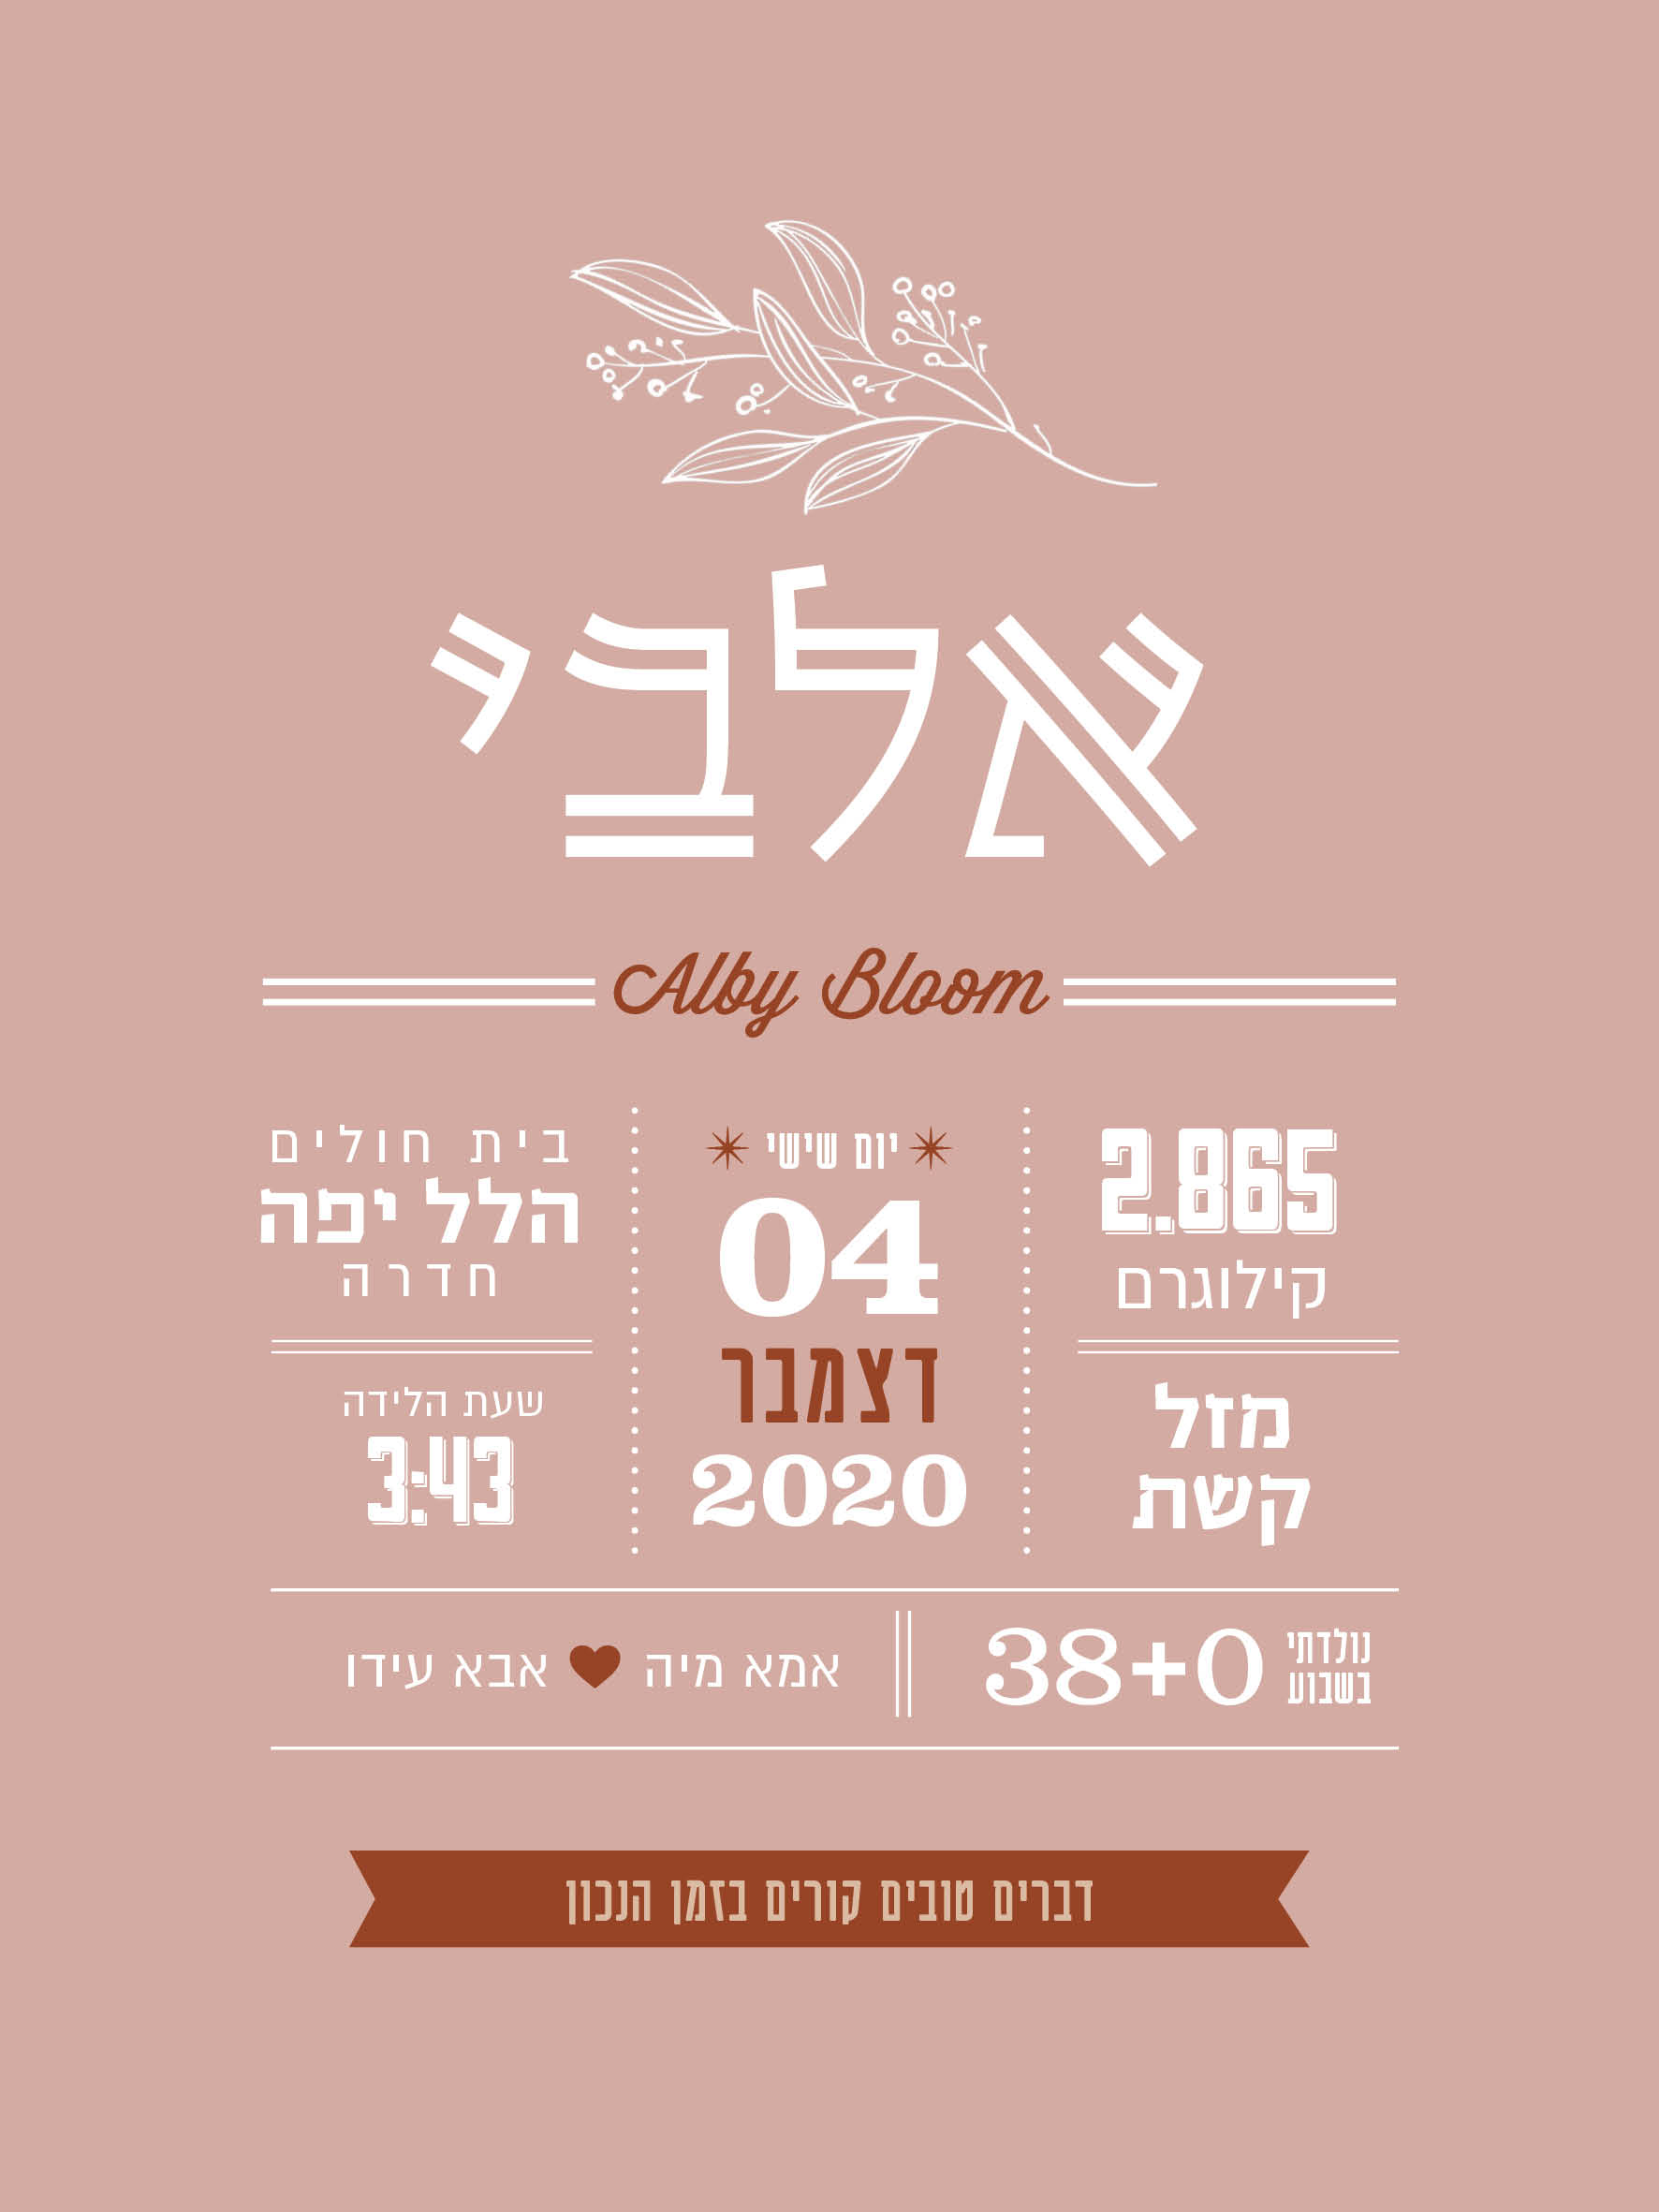 אלבי
Alby Bloom
2.865
קילוגרם
מזל
קשת
יום שישי
04
דצמבר
2020
בית חולים
הלל יפה
חדרה
שעת הלידה
3:43
נולדתי
בשבוע
38+0
אמא מיה ♥ אבא עידו
דברים טובים קורים בזמן הנכון